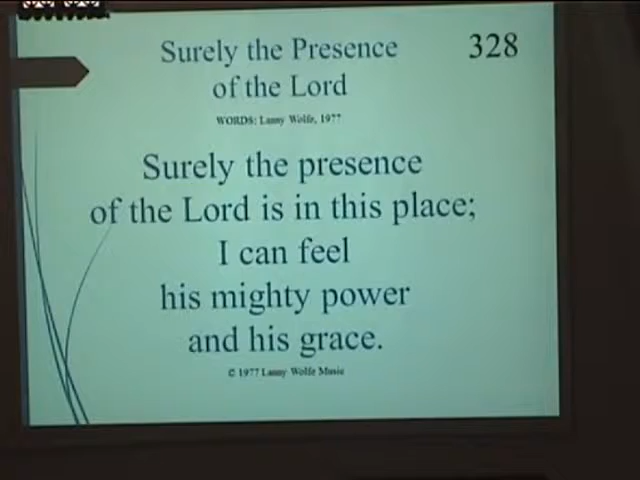 Surely the Presence
of the Lord
328
WORDS: Lanny Wolfe, 1977
Surely the presence
of the Lord is in this place;
I can feel
his mighty power
and his grace.
© 1977 Lanny Wolfe Music